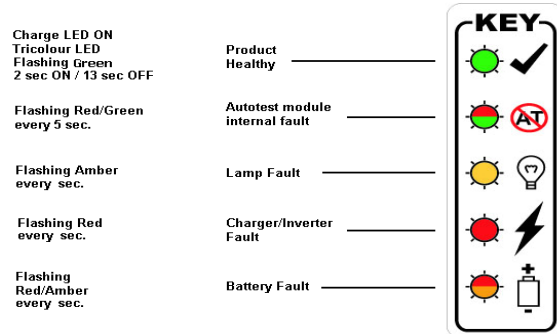 KEY
Charge LED ON
Tricolour LED
Flashing Green
2 sec ON / 13 sec OFF
Product
Healthy
Flashing Red/Green
every 5 sec.
Autotest module
internal fault
AT
Flashing Amber
every sec.
Lamp Fault
Flashing Red
every sec.
Charger/Inverter
Fault
Flashing
Red/Amber
every sec.
Battery Fault
+
-